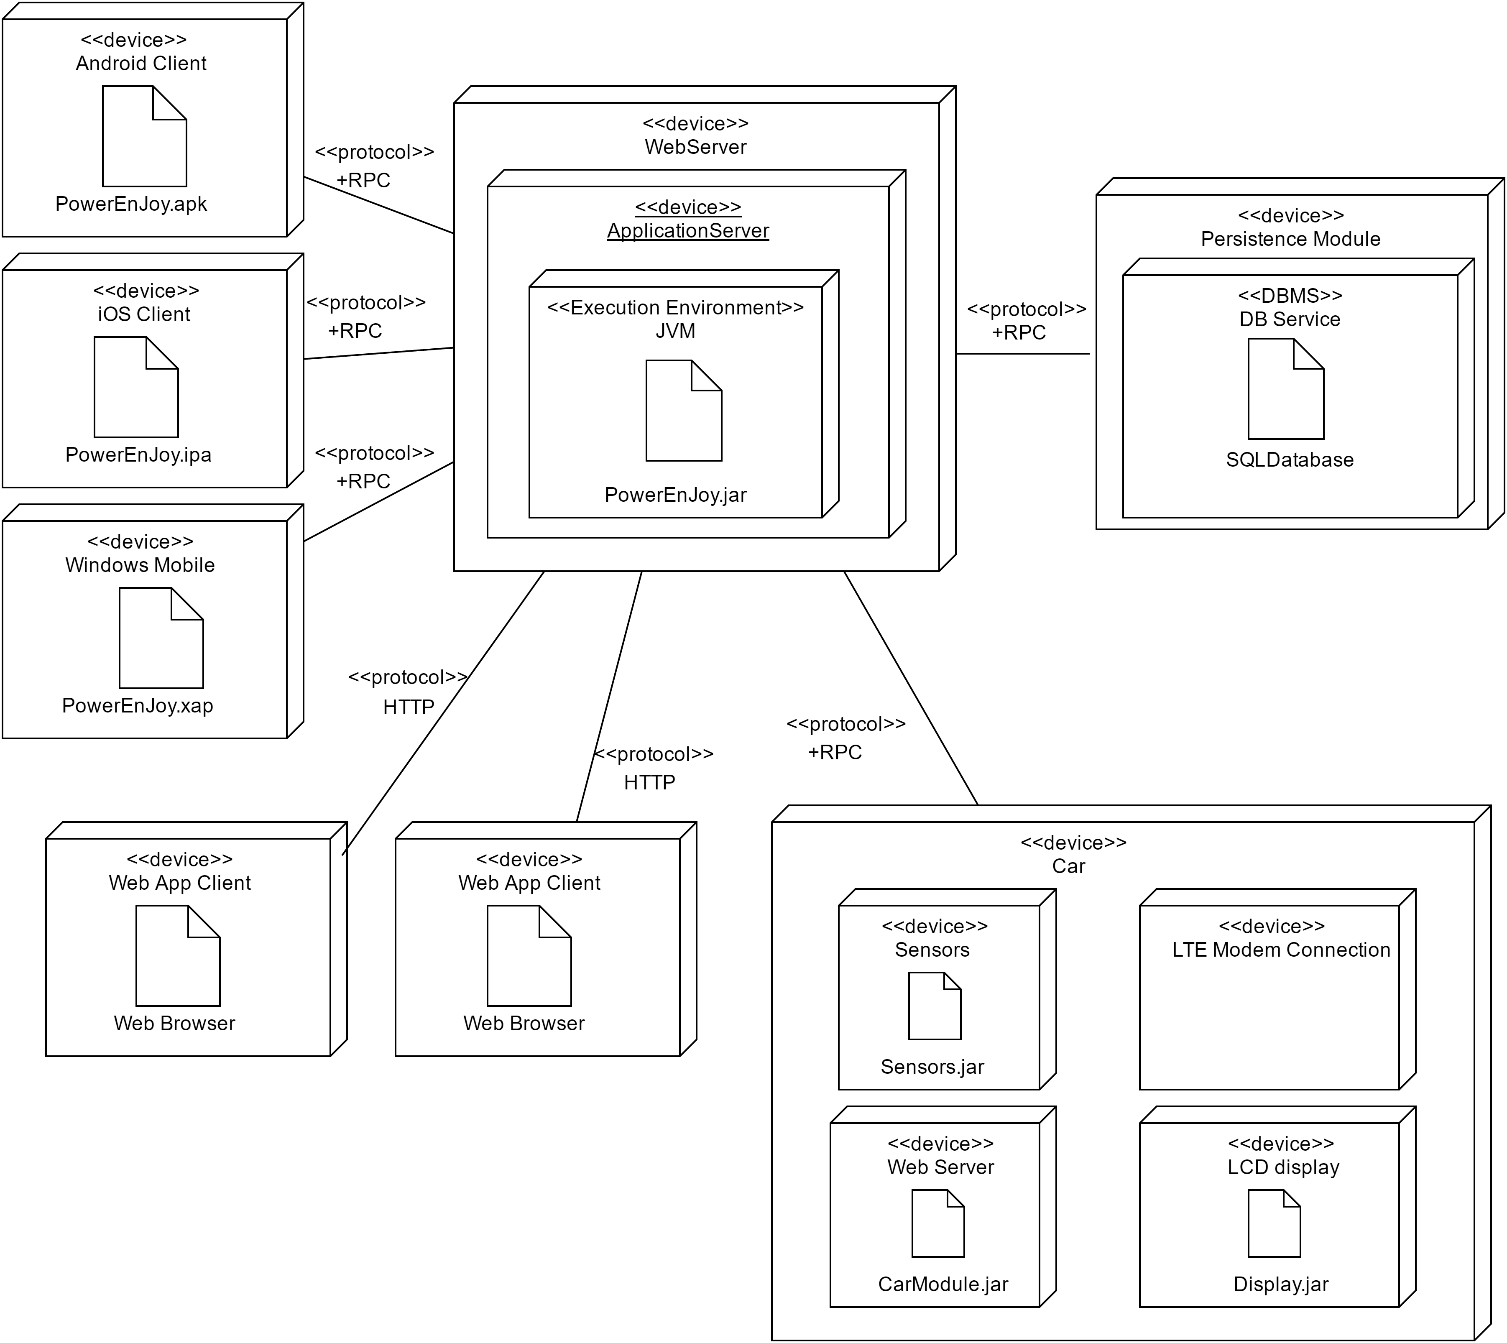 <<device>>
Android Client
PowerEnJoy.apk
<<protocol>>
+RPC
<<device>>
iOS Client
PowerEnJoy.ipa
<<protocol>>
+RPC
<<device>>
Windows Mobile
PowerEnJoy.xap
<<protocol>>
+RPC
<<device>>
WebServer
<<device>>
ApplicationServer
<<Execution Environment>>
JVM
PowerEnJoy.jar
<<protocol>>
+RPC
<<device>>
Persistence Module
<<DBMS>>
DB Service
SQLDatabase
<<protocol>>
HTTP
<<protocol>>
HTTP
<<protocol>>
+RPC
<<device>>
Web App Client
Web Browser
<<device>>
Web App Client
Web Browser
<<device>>
Car
<<device>>
Sensors
Sensors.jar
<<device>>
LTE Modem Connection
<<device>>
Web Server
CarModule.jar
<<device>>
LCD display
Display.jar